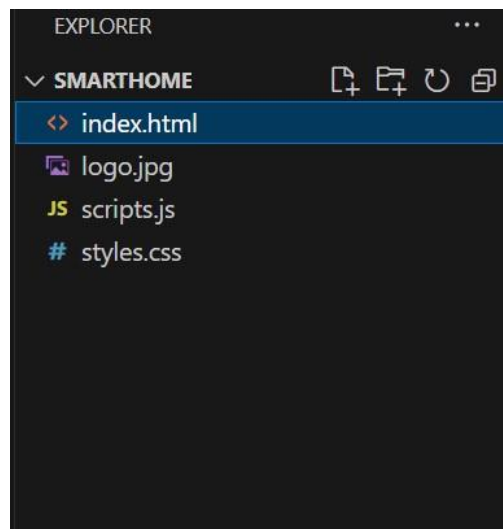 EXPLORER ...
SMARTHOME
<> index.html
logo.jpg
JS scripts.js
# styles.css